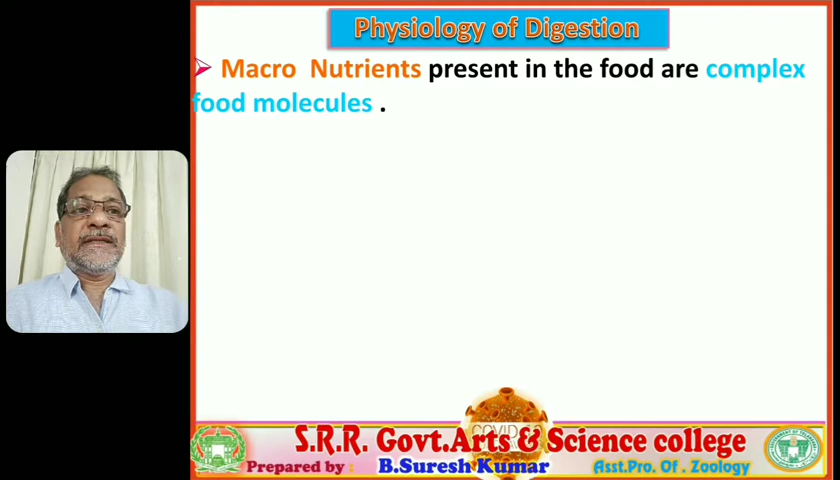 Physiology of Digestion
Macro Nutrients present in the food are complex
food molecules .
COVID
S.R.R. Govt.Arts & Science college
Prepared by : B.Suresh Kumar Asst.Pro. Of . Zoology